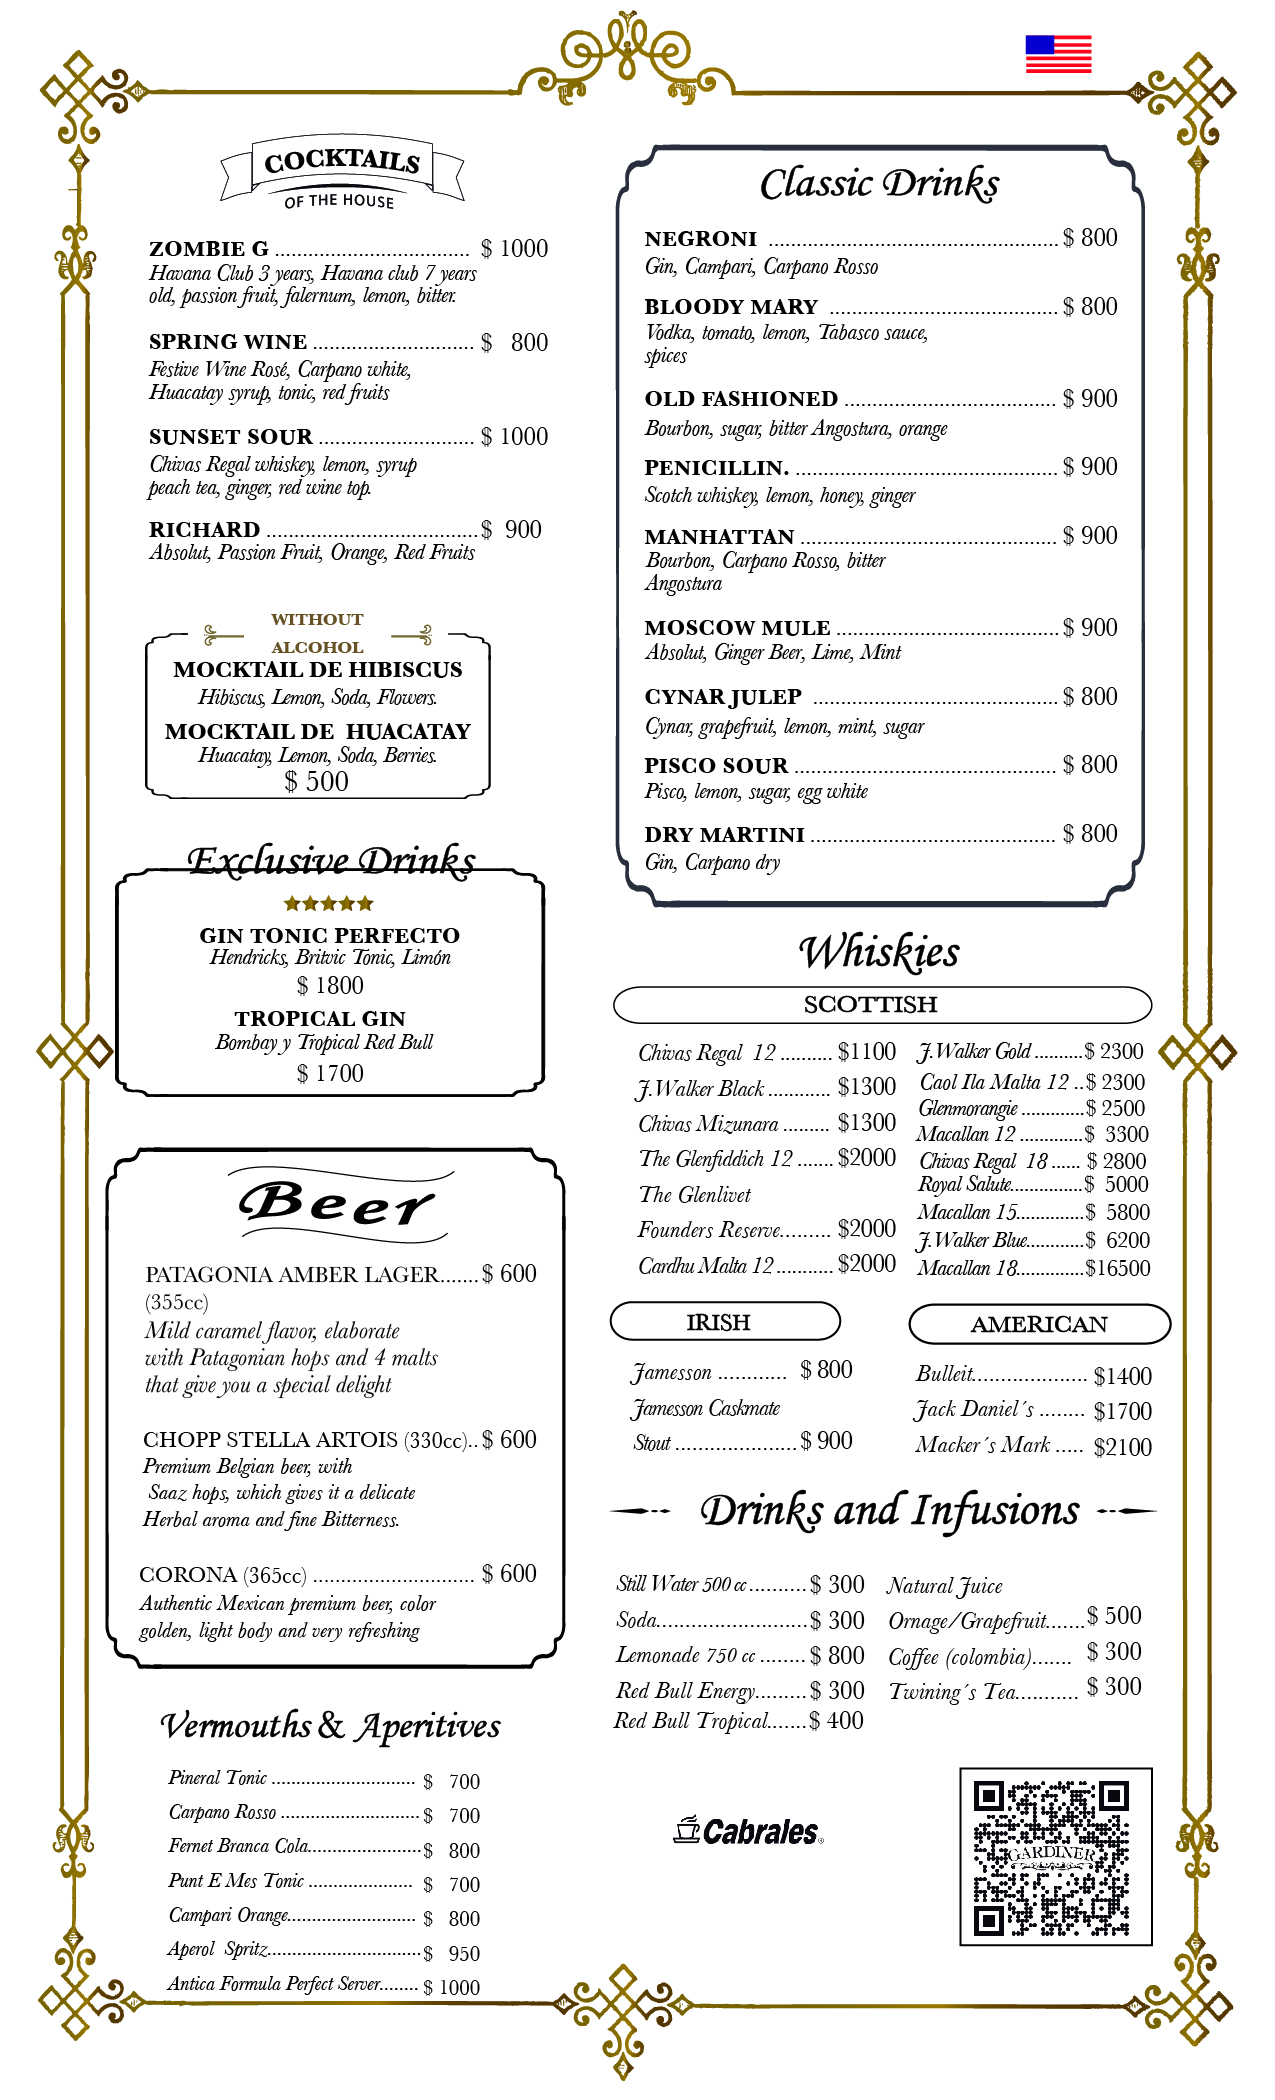 COCKTAILS
OF THE HOUSE
ZOMBIE G ................................... $ 1000
Havana Club 3 years, Havana club 7 years
old, passion fruit, falernum, lemon, bitter.
SPRING WINE ............................. $ 800
Festive Wine Rosé, Carpano white,
Huacatay syrup, tonic, red fruits
SUNSET SOUR ............................ $ 1000
Chivas Regal whiskey, lemon, syrup
peach tea, ginger, red wine top.
RICHARD ...................................... $ 900
Absolut, Passion Fruit, Orange, Red Fruits
WITHOUT
ALCOHOL
MOCKTAIL DE HIBISCUS
Hibiscus, Lemon, Soda, Flowers.
MOCKTAIL DE HUACATAY
Huacatay, Lemon, Soda, Berries.
$ 500
Exclusive Drinks
GIN TONIC PERFECTO
Hendricks, Britvic Tonic, Limón
$ 1800
TROPICAL GIN
Bombay y Tropical Red Bull
$ 1700
Beer
PATAGONIA AMBER LAGER....... $ 600
(355cc)
Mild caramel flavor, elaborate
with Patagonian hops and 4 malts
that give you a special delight
CHOPP STELLA ARTOIS (330cc).. $ 600
Premium Belgian beer, with
Saaz hops, which gives it a delicate
Herbal aroma and fine Bitterness.
CORONA (365cc) ............................. $ 600
Authentic Mexican premium beer, color
golden, light body and very refreshing
Vermouths & Aperitives
Pineral Tonic ............................. $ 700
Carpano Rosso ............................ $ 700
Fernet Branca Cola....................... $ 800
Punt E Mes Tonic ..................... $ 700
Campari Orange.......................... $ 800
Aperol Spritz............................... $ 950
Antica Formula Perfect Server........ $ 1000
Classic Drinks
NEGRONI .................................................... $ 800
Gin, Campari, Carpano Rosso
BLOODY MARY ......................................... $ 800
Vodka, tomato, lemon, Tabasco sauce,
spices
OLD FASHIONED ...................................... $ 900
Bourbon, sugar, bitter Angostura, orange
PENICILLIN. ............................................... $ 900
Scotch whiskey, lemon, honey, ginger
MANHATTAN .............................................. $ 900
Bourbon, Carpano Rosso, bitter
Angostura
MOSCOW MULE ........................................ $ 900
Absolut, Ginger Beer, Lime, Mint
CYNAR JULEP ............................................ $ 800
Cynar, grapefruit, lemon, mint, sugar
PISCO SOUR ............................................... $ 800
Pisco, lemon, sugar, egg white
DRY MARTINI ............................................ $ 800
Gin, Carpano dry
Whiskies
SCOTTISH
Chivas Regal 12 .......... $1100
J.Walker Black ............ $1300
Chivas Mizunara ......... $1300
The Glenfiddich 12 ....... $2000
The Glenlivet
Founders Reserve......... $2000
Cardhu Malta 12 ........... $2000
J.Walker Gold ..........$ 2300
Caol Ila Malta 12 ..$ 2300
Glenmorangie .............$ 2500
Macallan 12 .............$ 3300
Chivas Regal 18 ...... $ 2800
Royal Salute...............$ 5000
Macallan 15..............$ 5800
J.Walker Blue............$ 6200
Macallan 18..............$16500
IRISH
Jamesson ............ $ 800
Jamesson Caskmate
Stout ..................... $ 900
AMERICAN
Bulleit.................... $1400
Jack Daniel´s ........ $1700
Macker´s Mark ..... $2100
Drinks and Infusions
Still Water 500 cc .......... $ 300
Soda.......................... $ 300
Lemonade 750 cc ........ $ 800
Red Bull Energy......... $ 300
Red Bull Tropical....... $ 400
Natural Juice
Ornage/Grapefruit....... $ 500
Coffee (colombia)....... $ 300
Twining´s Tea........... $ 300
Cabrales
GARDINER